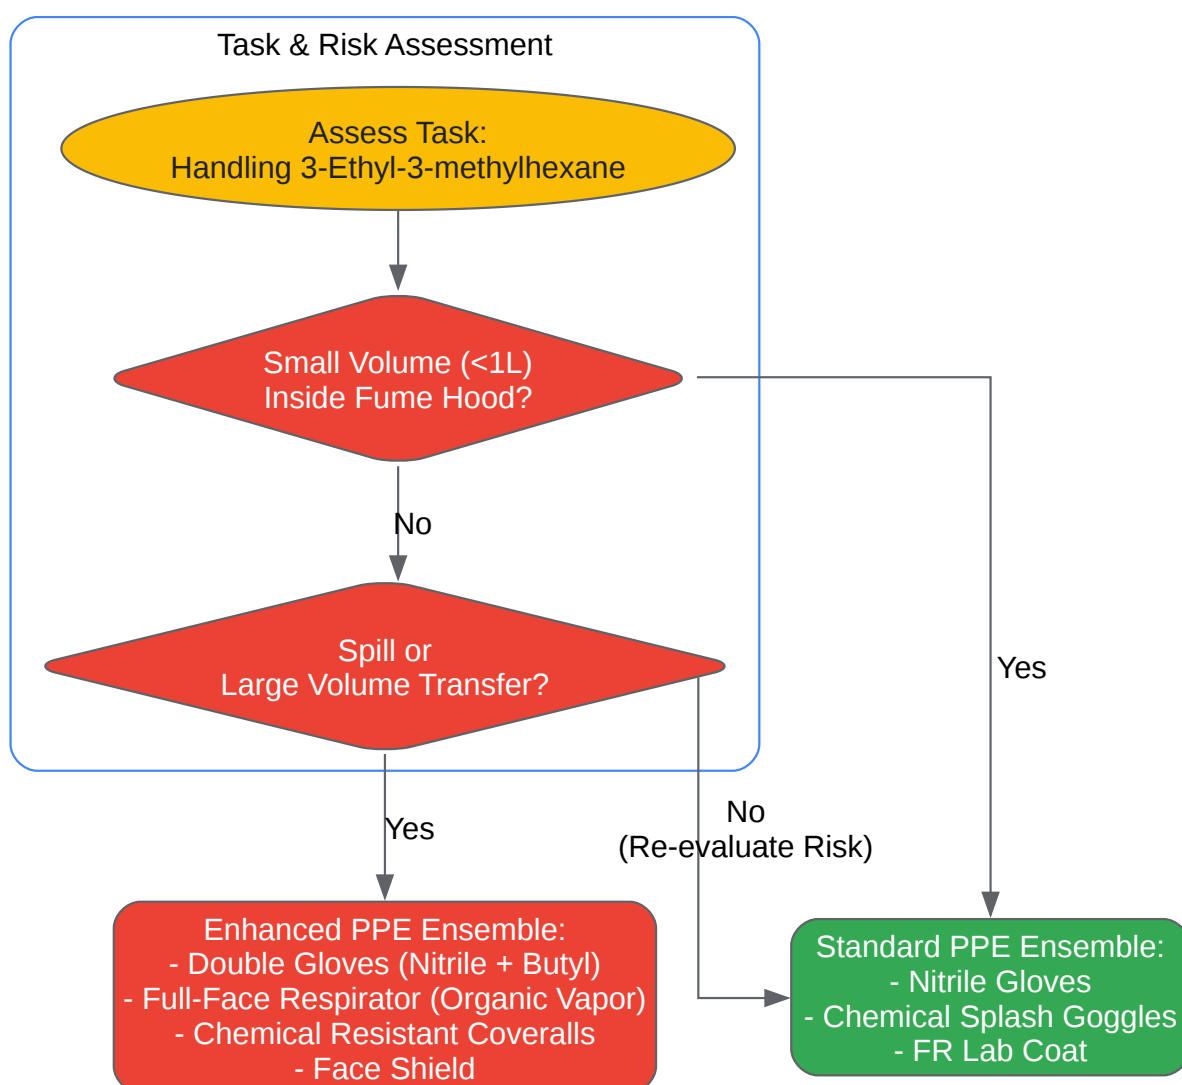 Task & Risk Assessment
Assess Task:
Handling 3-Ethyl-3-methylhexane
Small Volume (<1L)
Inside Fume Hood?
No
Spill or
Large Volume Transfer?
Yes
Yes
No
(Re-evaluate Risk)
Enhanced PPE Ensemble:
- Double Gloves (Nitrile + Butyl)
- Full-Face Respirator (Organic Vapor)
- Chemical Resistant Coveralls
- Face Shield
Standard PPE Ensemble:
- Nitrile Gloves
- Chemical Splash Goggles
- FR Lab Coat